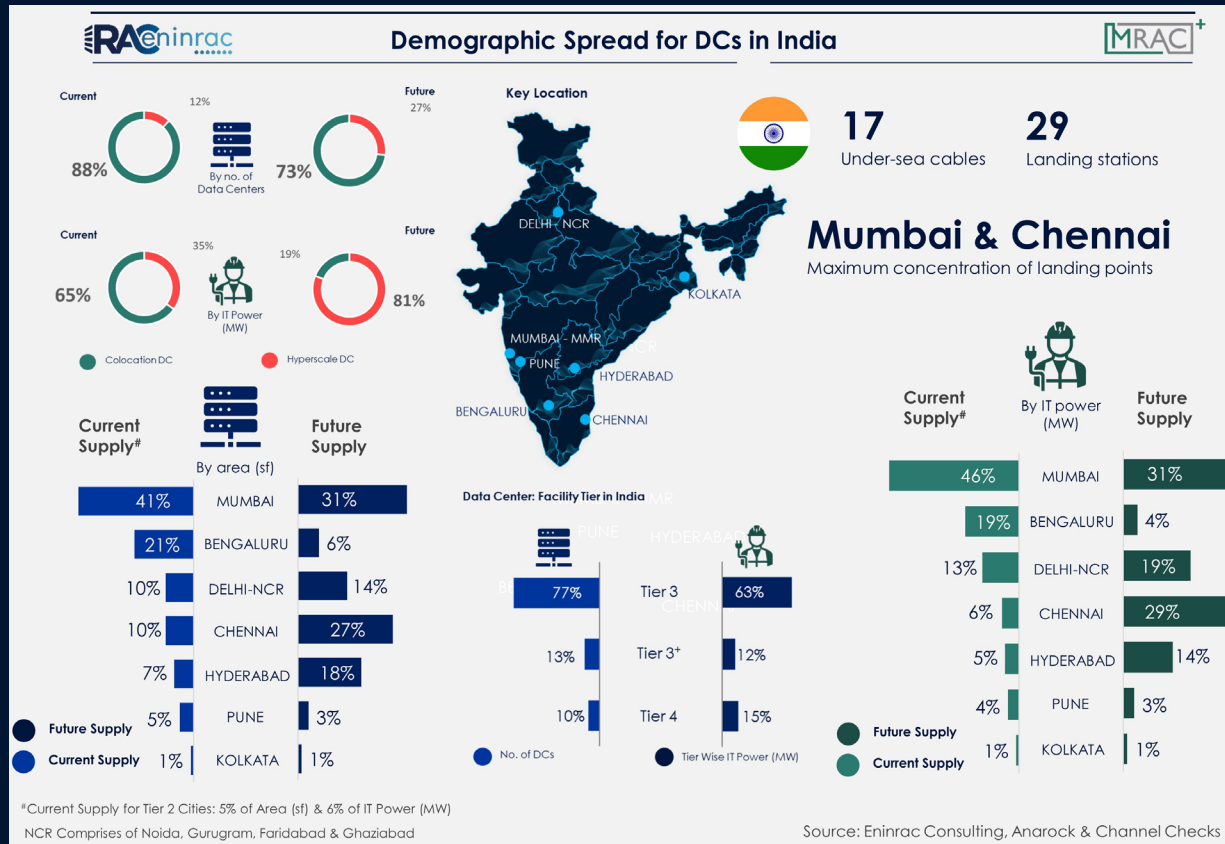 RAC eninrac
Demographic Spread for DCs in India
MRAC+
Current
12%
88%
By no. of
Data Centers
Future
27%
73%
Current
35%
65%
By IT Power
(MW)
Future
19%
81%
Colocation DC
Hyperscale DC
Key Location
DELHI - NCR
KOLKATA
MUMBAI - MMR
NCR
PUNE
HYDERABAD
BENGALURU
CHENNAI
17
Under-sea cables
29
Landing stations
Mumbai & Chennai
Maximum concentration of landing points
Current
Supply#
By area (sf)
Future
Supply
41% MUMBAI 31%
21% BENGALURU 6%
10% DELHI-NCR 14%
10% CHENNAI 27%
7% HYDERABAD 18%
5% PUNE 3%
1% KOLKATA 1%
Future Supply
Current Supply
Data Center: Facility Tier in India
MR
PUNE
HYDERABAD
77% Tier 3 63%
CHENN
13% Tier 3+ 12%
10% Tier 4 15%
No. of DCs
Tier Wise IT Power (MW)
Current
Supply#
By IT power
(MW)
Future
Supply
46% MUMBAI 31%
19% BENGALURU 4%
13% DELHI-NCR 19%
6% CHENNAI 29%
5% HYDERABAD 14%
4% PUNE 3%
1% KOLKATA 1%
Future Supply
Current Supply
#Current Supply for Tier 2 Cities: 5% of Area (sf) & 6% of IT Power (MW)
NCR Comprises of Noida, Gurugram, Faridabad & Ghaziabad
Source: Eninrac Consulting, Anarock & Channel Checks